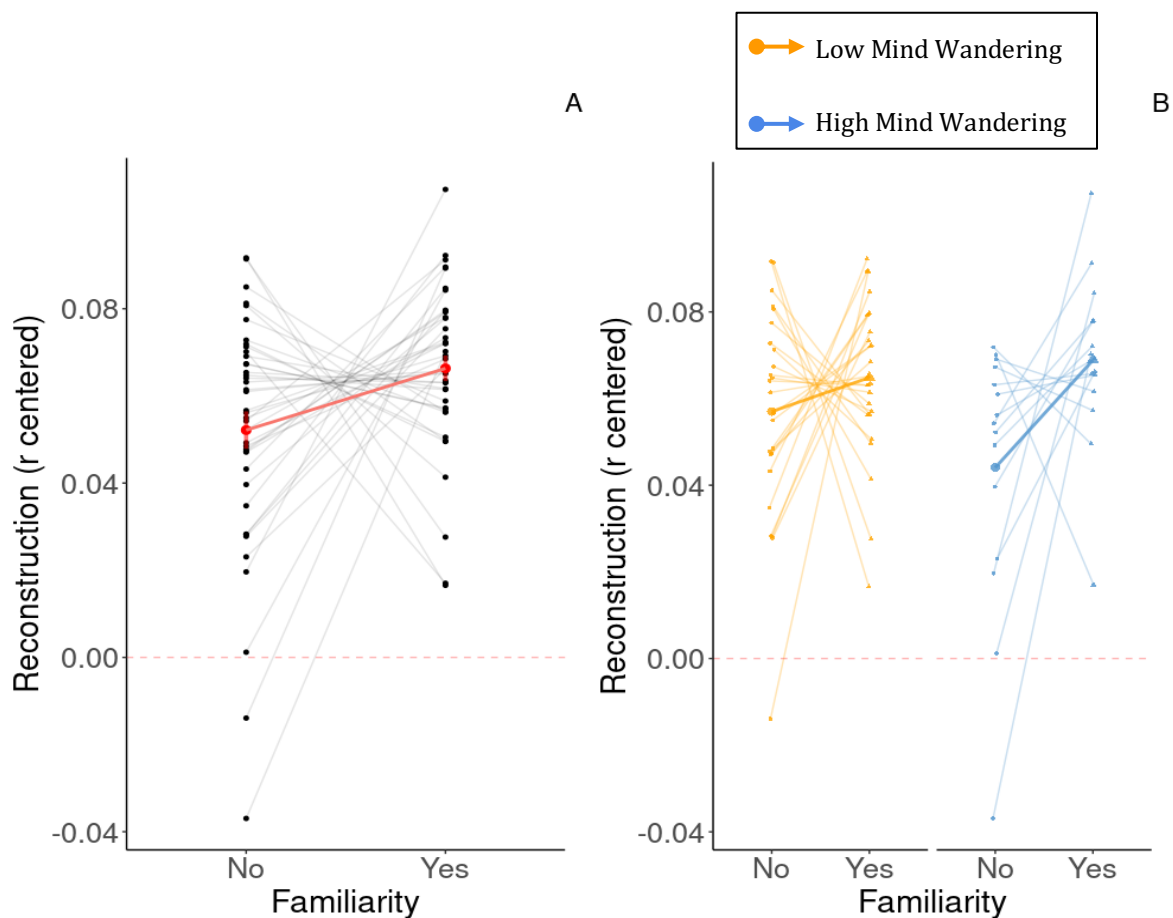 Low Mind Wandering
High Mind Wandering
A
B
Reconstruction (r centered)
0.08
0.04
0.00
-0.04
No
Yes
Familiarity
Reconstruction (r centered)
0.08
0.04
0.00
-0.04
No
Yes
No
Yes
Familiarity